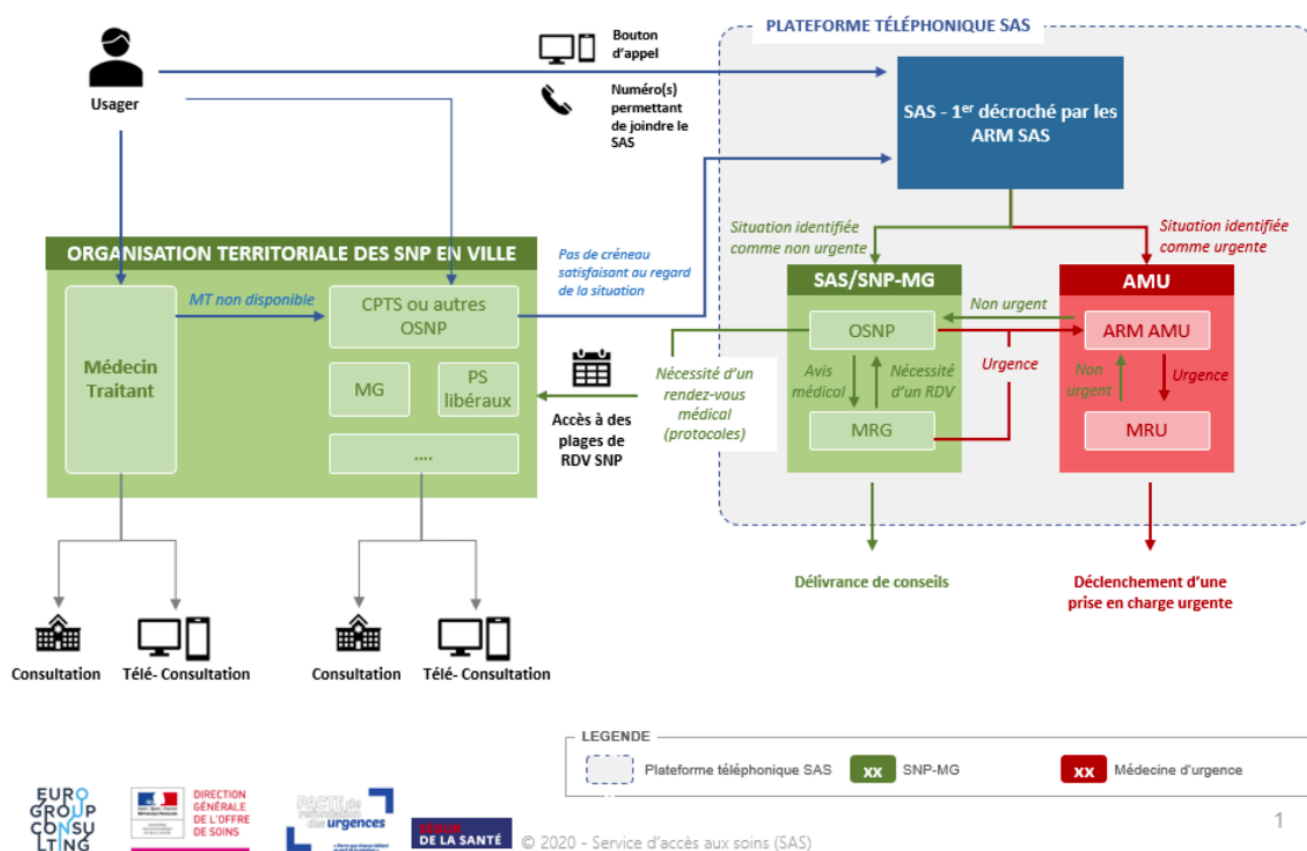 PLATEFORME TÉLÉPHONIQUE SAS
Usager
Bouton
d'appel
Numéro(s)
permettant
de joindre le
SAS
SAS - 1er décroché par les
ARM SAS
Situation identifiée
comme non urgente
Situation identifiée
comme urgente
ORGANISATION TERRITORIALE DES SNP EN VILLE
Médecin
Traitant
MT non disponible
CPTS ou autres
OSNP
MG
PS
libéraux
....
Pas de créneau
satisfaisant au regard
de la situation
Accès à des
plages de
RDV SNP
Nécessité d'un
rendez-vous
médical
(protocoles)
SAS/SNP-MG
OSNP
Avis
médical
Nécessité
d'un RDV
MRG
Non urgent
Urgence
AMU
ARM AMU
Non
urgent
Urgence
MRU
Délivrance de conseils
Déclenchement d'une
prise en charge urgente
Consultation
Télé- Consultation
Consultation
Télé- Consultation
LEGENDE
Plateforme téléphonique SAS
xx
SNP-MG
xx
Médecine d'urgence
EURO
GROUP
CONSU
LTING
DIRECTION
GÉNÉRALE
DE L'OFFRE
DE SOINS
PACTE de
refondation
des urgences
SÉGUR
DE LA SANTÉ
© 2020 - Service d'accès aux soins (SAS)
1